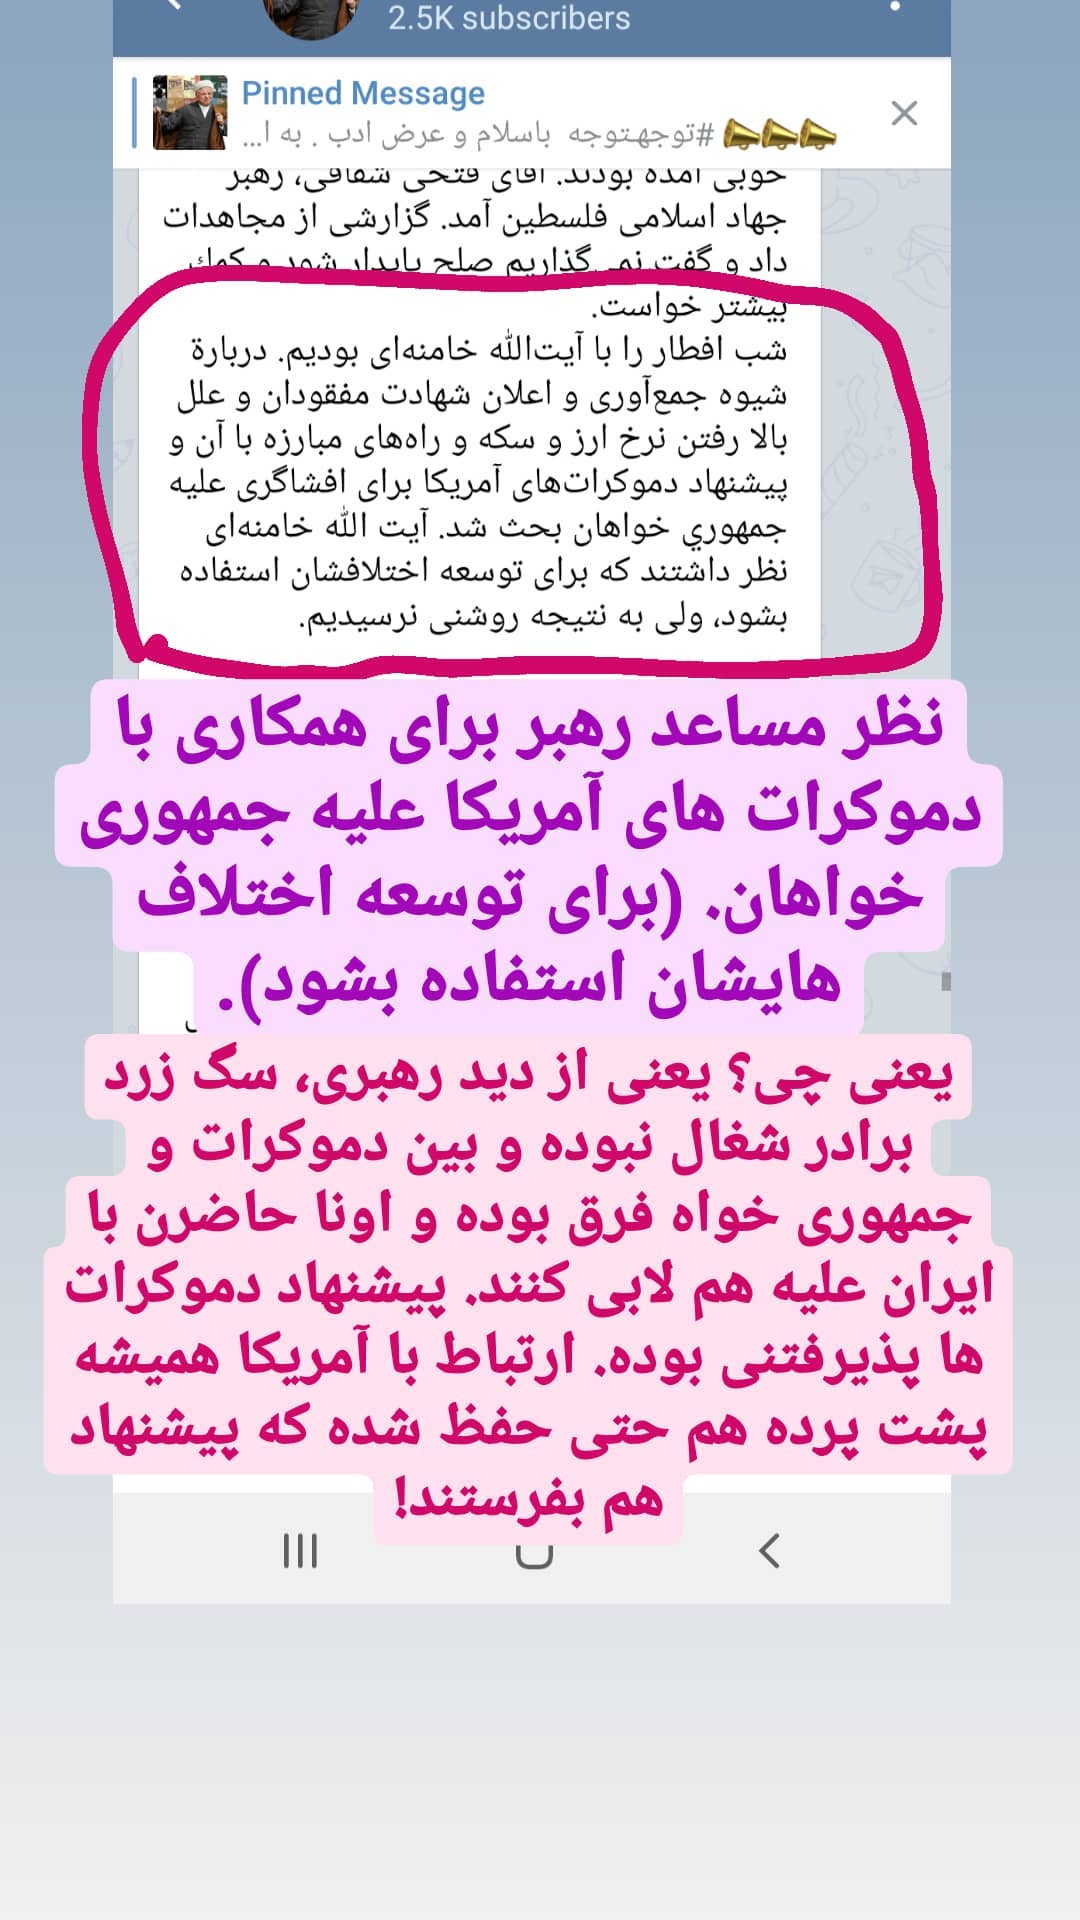 2.5K subscribers
Pinned Message
#توجه‌توجه باسلام و عرض ادب . به ا...
خوبی آمده بودند. آقای فتحی شقاقی، رهبر
جهاد اسلامی فلسطین آمد. گزارشی از مجاهدات
داد و گفت نمی‌گذاریم صلح پایدار شود و کمك
بیشتر خواست.
شب افطار را با آیت‌الله خامنه‌ای بودیم. دربارة
شیوه جمع‌آوری و اعلان شهادت مفقودان و علل
بالا رفتن نرخ ارز و سکه و راه‌های مبارزه با آن و
پیشنهاد دموکرات‌های آمریکا برای افشاگری علیه
جمهوري خواهان بحث شد. آیت الله خامنه‌ای
نظر داشتند که برای توسعه اختلافشان استفاده
بشود، ولی به نتیجه روشنی نرسیدیم.
نظر مساعد رهبر برای همکاری با
دموکرات های آمریکا علیه جمهوری
خواهان. (برای توسعه اختلاف
هایشان استفاده بشود).
یعنی چی؟ یعنی از دید رهبری، سگ زرد
برادر شغال نبوده و بین دموکرات و
جمهوری خواه فرق بوده و اونا حاضرن با
ایران علیه هم لابی کنند. پیشنهاد دموکرات
ها پذیرفتنی بوده. ارتباط با آمریکا همیشه
پشت پرده هم حتی حفظ شده که پیشنهاد
هم بفرستند!